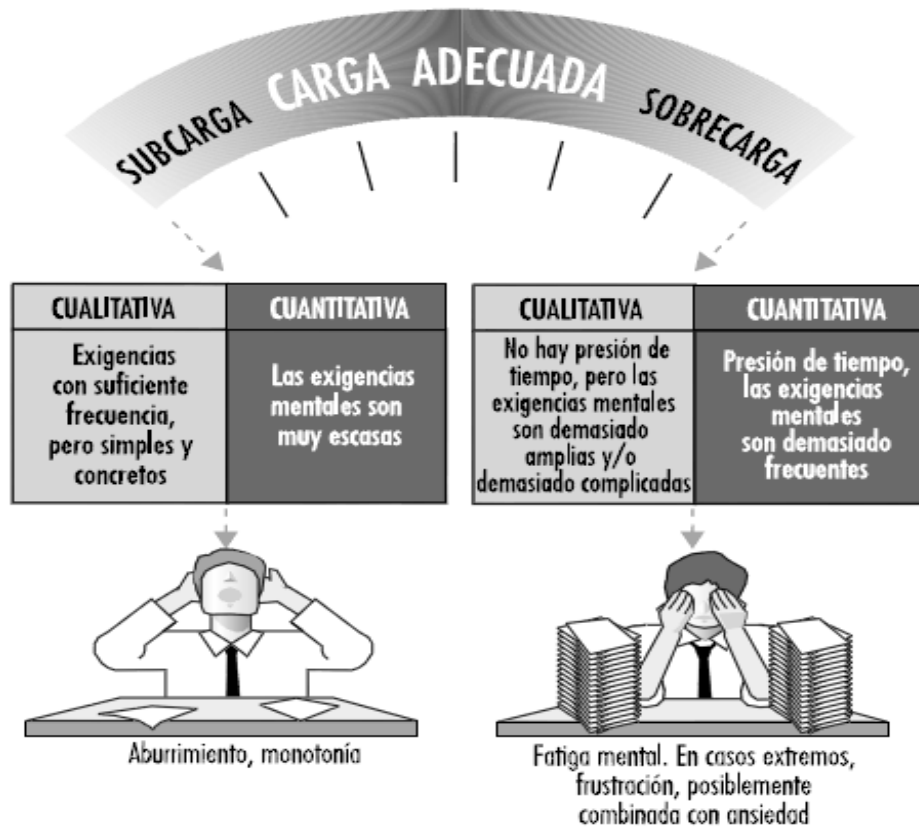 SUBCARGA CARGA ADECUADA SOBRECARGA
CUALITATIVA
Exigencias
con suficiente
frecuencia,
pero simples y
concretos
CUANTITATIVA
Las exigencias
mentales son
muy escasas
CUALITATIVA
No hay presión de
tiempo, pero las
exigencias mentales
son demasiado
amplias y/o
demasiado complicadas
CUANTITATIVA
Presión de tiempo,
las exigencias
mentales
son demasiado
frecuentes
Aburrimiento, monotonía
Fatiga mental. En casos extremos,
frustración, posiblemente
combinada con ansiedad